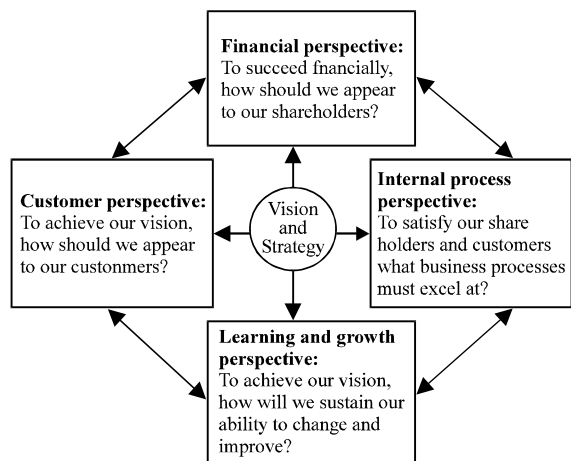 Financial perspective:
To succeed fnancially,
how should we appear
to our shareholders?
Customer perspective:
To achieve our vision,
how should we appear
to our custonmers?
Vision
and
Strategy
Internal process
perspective:
To satisfy our share
holders and customers
what business processes
must excel at?
Learning and growth
perspective:
To achieve our vision,
how will we sustain our
ability to change and
improve?